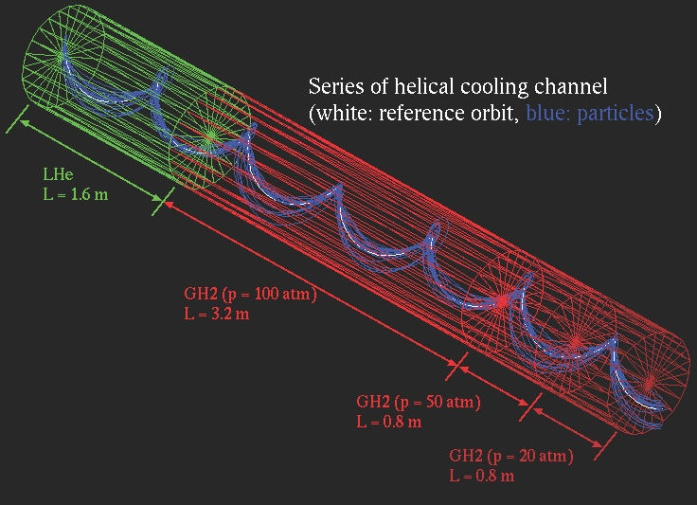 Series of helical cooling channel
(white: reference orbit, blue: particles)
LHe
L = 1.6 m
GH2 (p = 100 atm)
L = 3.2 m
GH2 (p = 50 atm)
L = 0.8 m
GH2 (p = 20 atm)
L = 0.8 m